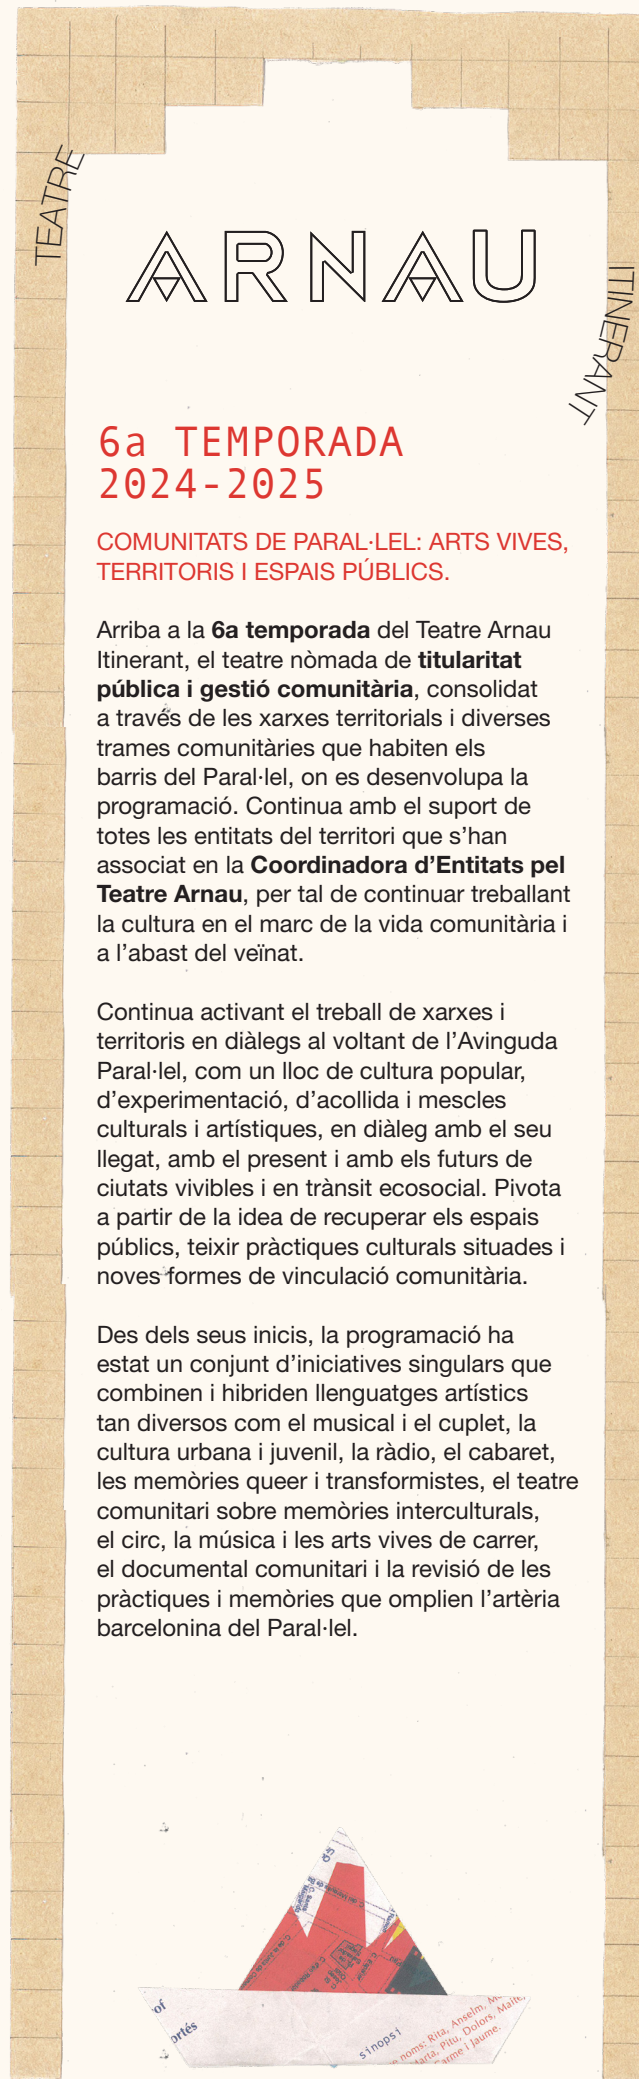 TEATRE
ARNAU
ITINERANT
6a TEMPORADA
2024-2025
COMUNITATS DE PARAL·LEL: ARTS VIVES,
TERRITORIS I ESPAIS PÚBLICS.
Arriba a la 6a temporada del Teatre Arnau
Itinerant, el teatre nòmada de titularitat
pública i gestió comunitària, consolidat
a través de les xarxes territorials i diverses
trames comunitàries que habiten els
barris del Paral·lel, on es desenvolupa la
programació. Continua amb el suport de
totes les entitats del territori que s’han
associat en la Coordinadora d’Entitats pel
Teatre Arnau, per tal de continuar treballant
la cultura en el marc de la vida comunitària i
a l’abast del veïnat.
Continua activant el treball de xarxes i
territoris en diàlegs al voltant de l’Avinguda
Paral·lel, com un lloc de cultura popular,
d’experimentació, d’acollida i mescles
culturals i artístiques, en diàleg amb el seu
llegat, amb el present i amb els futurs de
ciutats vivibles i en trànsit ecosocial. Pivota
a partir de la idea de recuperar els espais
públics, teixir pràctiques culturals situades i
noves formes de vinculació comunitària.
Des dels seus inicis, la programació ha
estat un conjunt d’iniciatives singulars que
combinen i hibriden llenguatges artístics
tan diversos com el musical i el cuplet, la
cultura urbana i juvenil, la ràdio, el cabaret,
les memòries queer i transformistes, el teatre
comunitari sobre memòries interculturals,
el circ, la música i les arts vives de carrer,
el documental comunitari i la revisió de les
pràctiques i memòries que omplien l’artèria
barcelonina del Paral·lel.
of
ortés
sinopsi
noms: Rita, Anselm,
Marta, Pitu, Dolors, Maite,
Carme i Jaume.